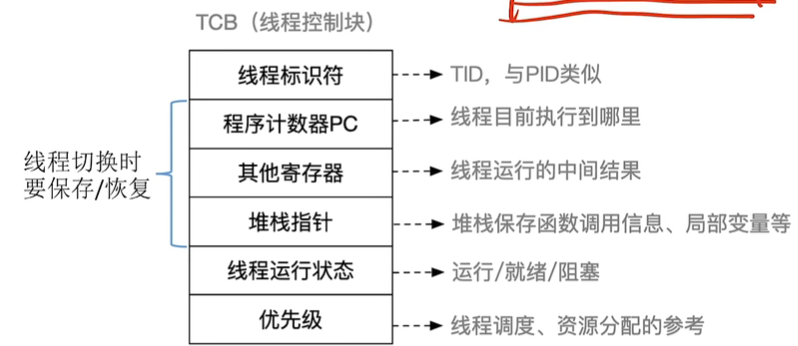 TCB（线程控制块）
线程标识符
TID，与PID类似
程序计数器PC
线程目前执行到哪里
线程切换时
要保存/恢复
其他寄存器
线程运行的中间结果
堆栈指针
堆栈保存函数调用信息、局部变量等
线程运行状态
运行/就绪/阻塞
优先级
线程调度、资源分配的参考